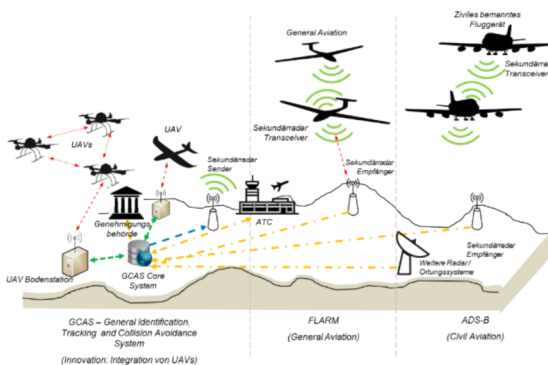 General Aviation
Ziviles bemanntes
Fluggerät
Sekundärradar
Transceiver
UAVs
UAV
Sekundärradar
Sender
Sekundärradar
Transceiver
Sekundärradar
Empfänger
Genehmigungs
behörde
ATC
UAV Bodenstation
GCAS Core
System
Weitere Radar /
Ortungssysteme
Sekundärradar
Empfänger
GCAS – General Identification,
Tracking and Collision Avoidance
System
(Innovation: Integration von UAVs)
FLARM
(General Aviation)
ADS-B
(Civil Aviation)